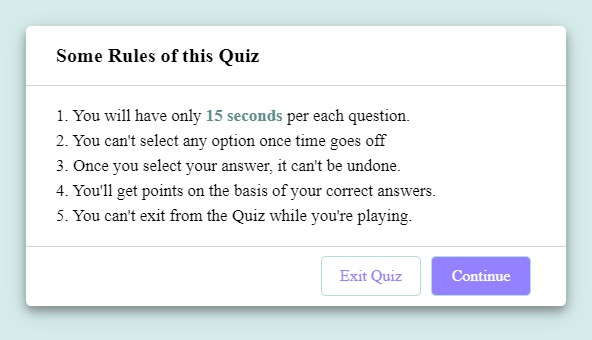 Some Rules of this Quiz
1. You will have only 15 seconds per each question.
2. You can't select any option once time goes off
3. Once you select your answer, it can't be undone.
4. You'll get points on the basis of your correct answers.
5. You can't exit from the Quiz while you're playing.
Exit Quiz Continue